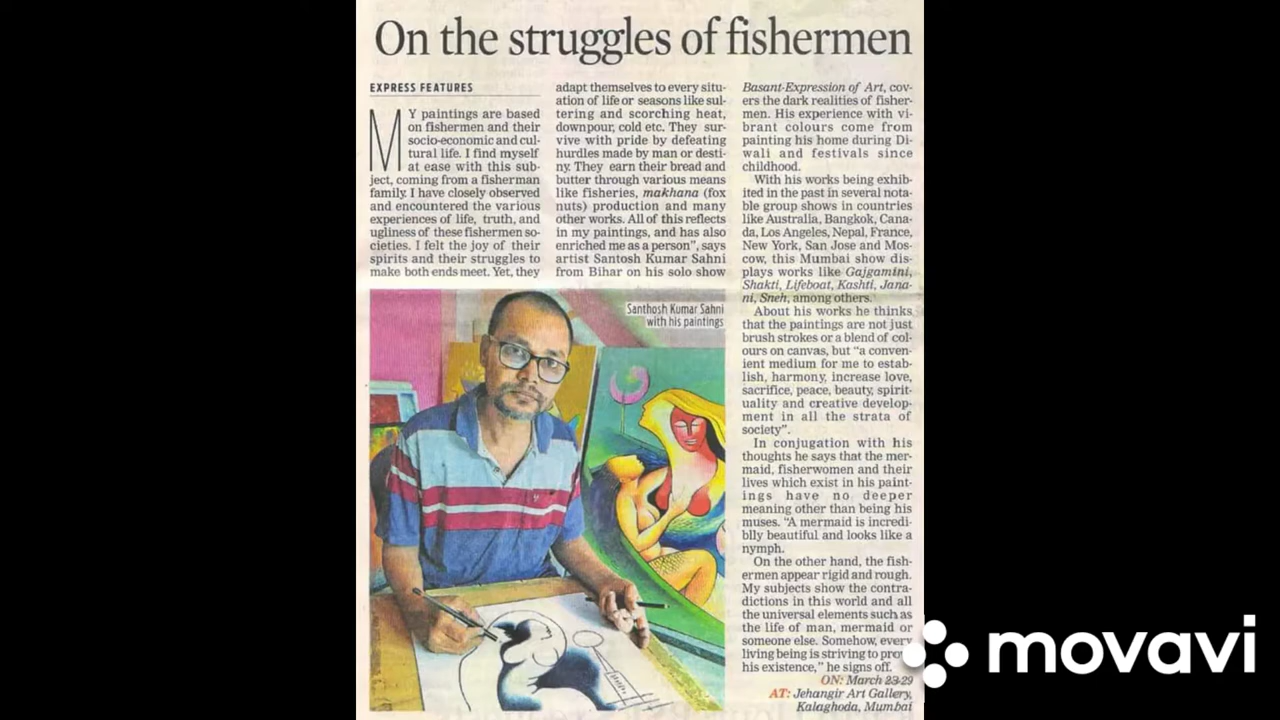 On the struggles of fishermen
EXPRESS FEATURES
MY paintings are based
on fishermen and their
socio-economic and cul-
tural life. I find myself
at ease with this sub-
ject, coming from a fisherman
family. I have closely observed
and encountered the various
experiences of life, truth, and
ugliness of these fishermen so-
cieties. I felt the joy of their
spirits and their struggles to
make both ends meet. Yet, they
adapt themselves to every situ-
ation of life or seasons like sul-
tering and scorching heat,
downpour, cold etc. They sur-
vive with pride by defeating
hurdles made by man or desti-
ny. They earn their bread and
butter through various means
like fisheries, makhana (fox
nuts) production and many
other works. All of this reflects
in my paintings, and has also
enriched me as a person", says
artist Santosh Kumar Sahni
from Bihar on his solo show
Basant-Expression of Art, cov-
ers the dark realities of fisher-
men. His experience with vi-
brant colours come from
painting his home during Di-
wali and festivals since
childhood.
With his works being exhib-
ited in the past in several nota-
ble group shows in countries
like Australia, Bangkok, Cana-
da, Los Angeles, Nepal, France,
New York, San Jose and Mos-
cow, this Mumbai show dis-
plays works like Gajgamini,
Shakti, Lifeboat, Kashti, Jana-
ni, Sneh, among others.
About his works he thinks
that the paintings are not just
brush strokes or a blend of col-
ours on canvas, but "a conven-
ient medium for me to estab-
lish, harmony, increase love,
sacrifice, peace, beauty, spirit-
uality and creative develop-
ment in all the strata of
society".
In conjugation with his
thoughts he says that the mer-
maid, fisherwomen and their
lives which exist in his paint-
ings have no deeper
meaning other than being his
muses. "A mermaid is incredi-
blly beautiful and looks like a
nymph.
On the other hand, the fish-
ermen appear rigid and rough.
My subjects show the contra-
dictions in this world and all
the universal elements such as
the life of man, mermaid or
someone else. Somehow, every
living being is striving to prove
his existence," he signs off.
ON: March 23-29
AT: Jehangir Art Gallery,
Kalaghoda, Mumbai
Santhosh Kumar Sahni
with his paintings
movavi